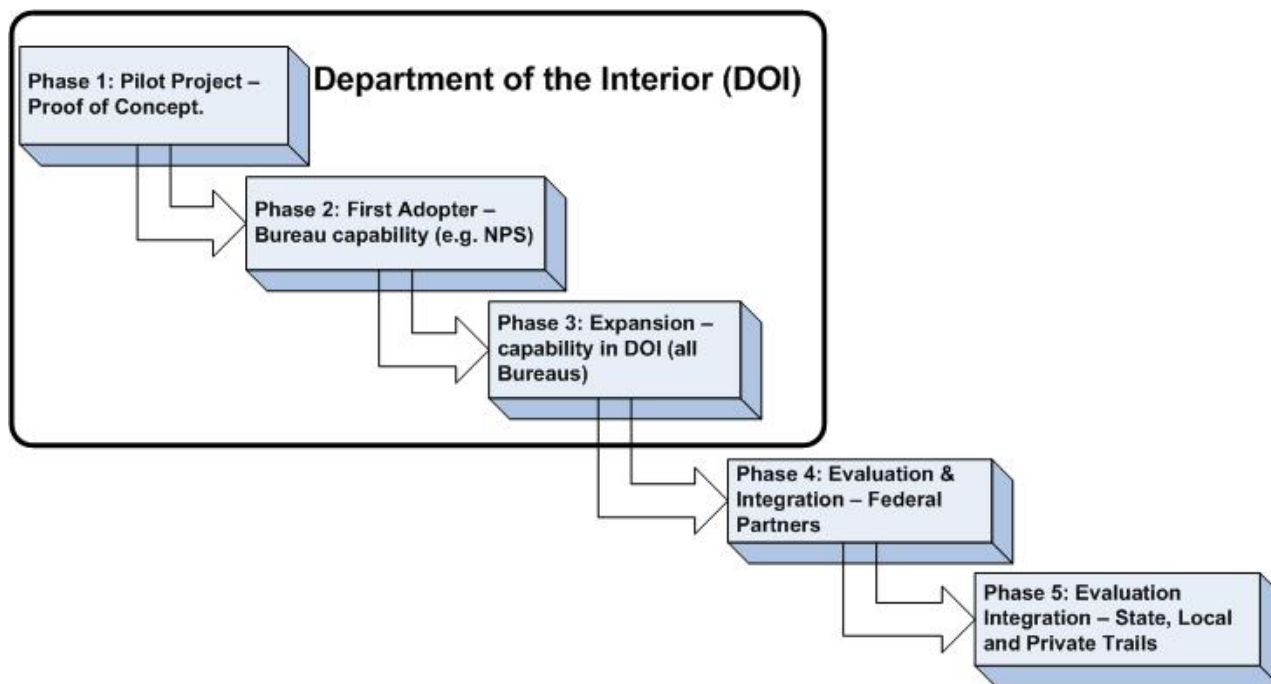 Phase 1: Pilot Project –
Proof of Concept.
Department of the Interior (DOI)
Phase 2: First Adopter –
Bureau capability (e.g. NPS)
Phase 3: Expansion –
capability in DOI (all
Bureaus)
Phase 4: Evaluation &
Integration – Federal
Partners
Phase 5: Evaluation
Integration – State, Local
and Private Trails